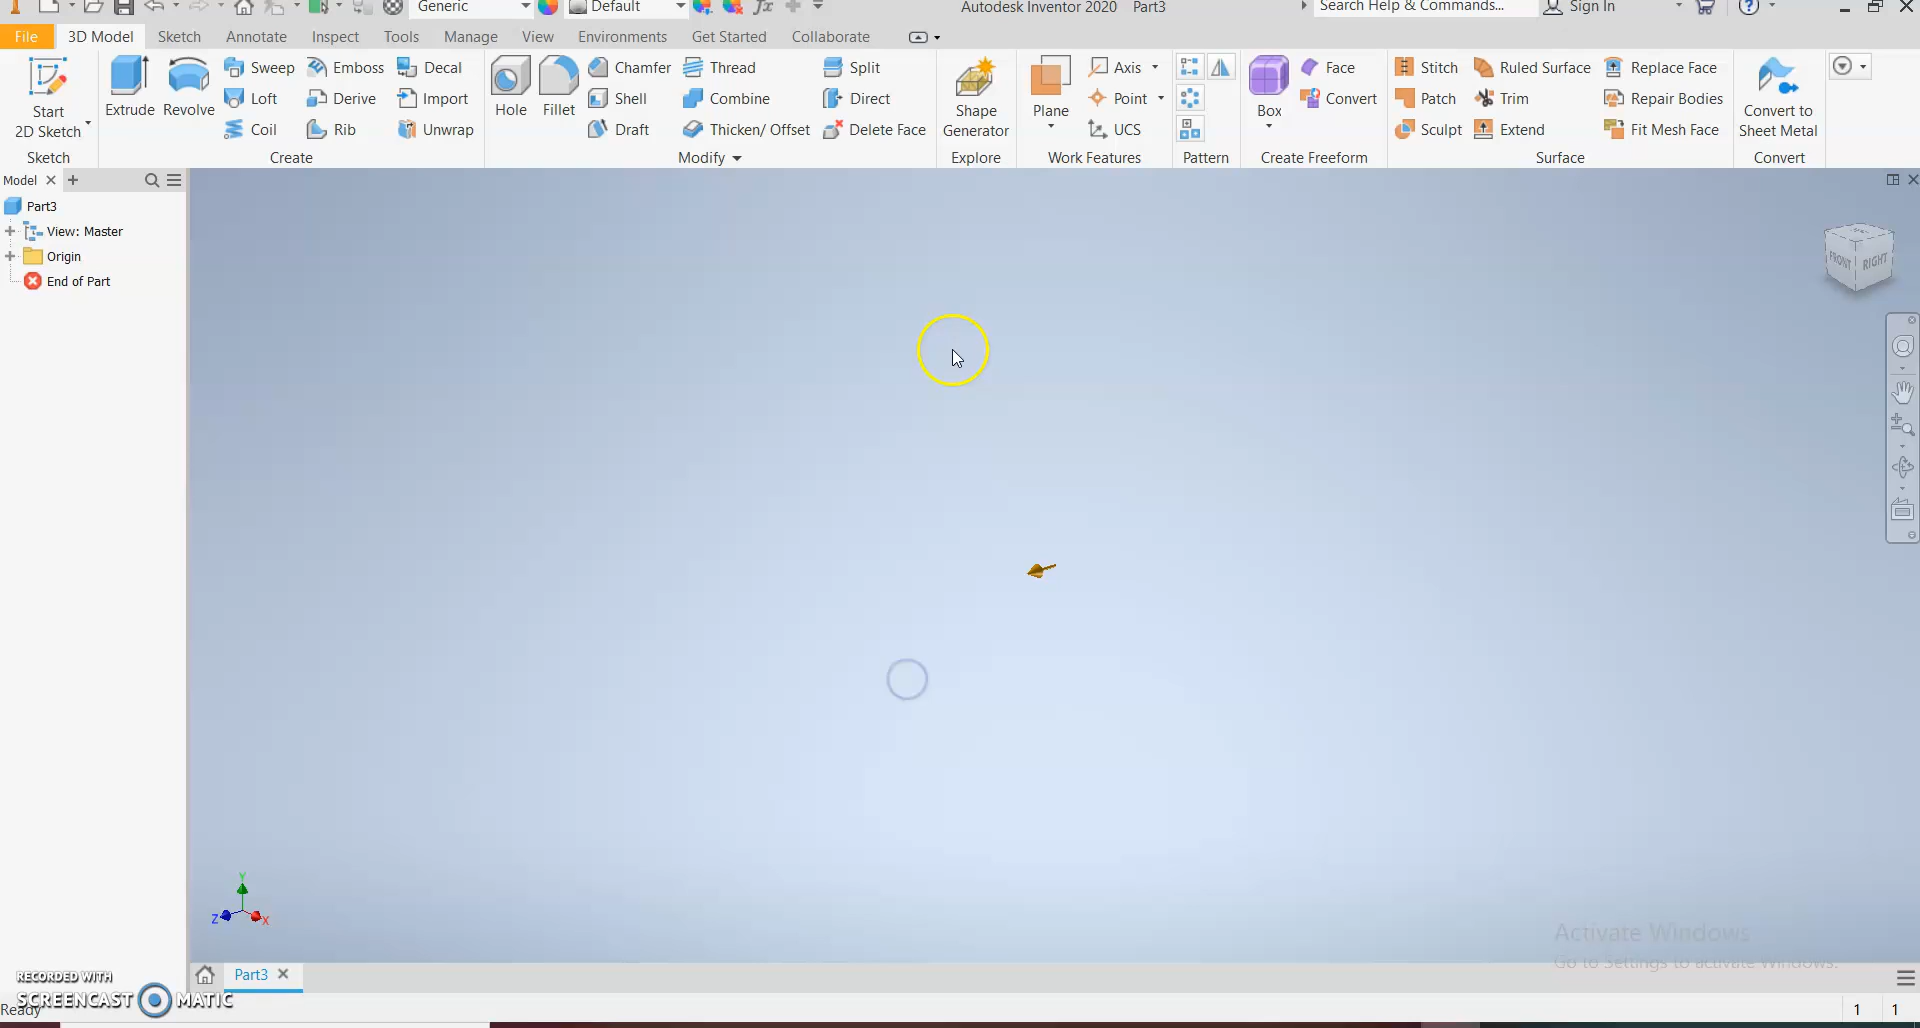 Generic Default fx Autodesk Inventor 2020 Part3 Search Help & Commands... Sign In
File 3D Model Sketch Annotate Inspect Tools Manage View Environments Get Started Collaborate
Start 2D Sketch
Extrude Revolve Sweep Loft Coil Emboss Derive Rib Decal Import Unwrap
Hole Fillet Chamfer Shell Draft Thread Combine Thicken/ Offset Split Direct Delete Face
Shape Generator
Plane Axis Point UCS
Box Face Convert
Stitch Patch Sculpt Ruled Surface Trim Extend Replace Face Repair Bodies Fit Mesh Face
Convert to Sheet Metal
Sketch Create Modify Explore Work Features Pattern Create Freeform Surface Convert
Model
Part3
View: Master
Origin
End of Part
FRONT RIGHT
Y
Z X
Activate Windows
Go to Settings to activate Windows.
Part3
RECORDED WITH
SCREENCAST MATIC
Ready 1 1